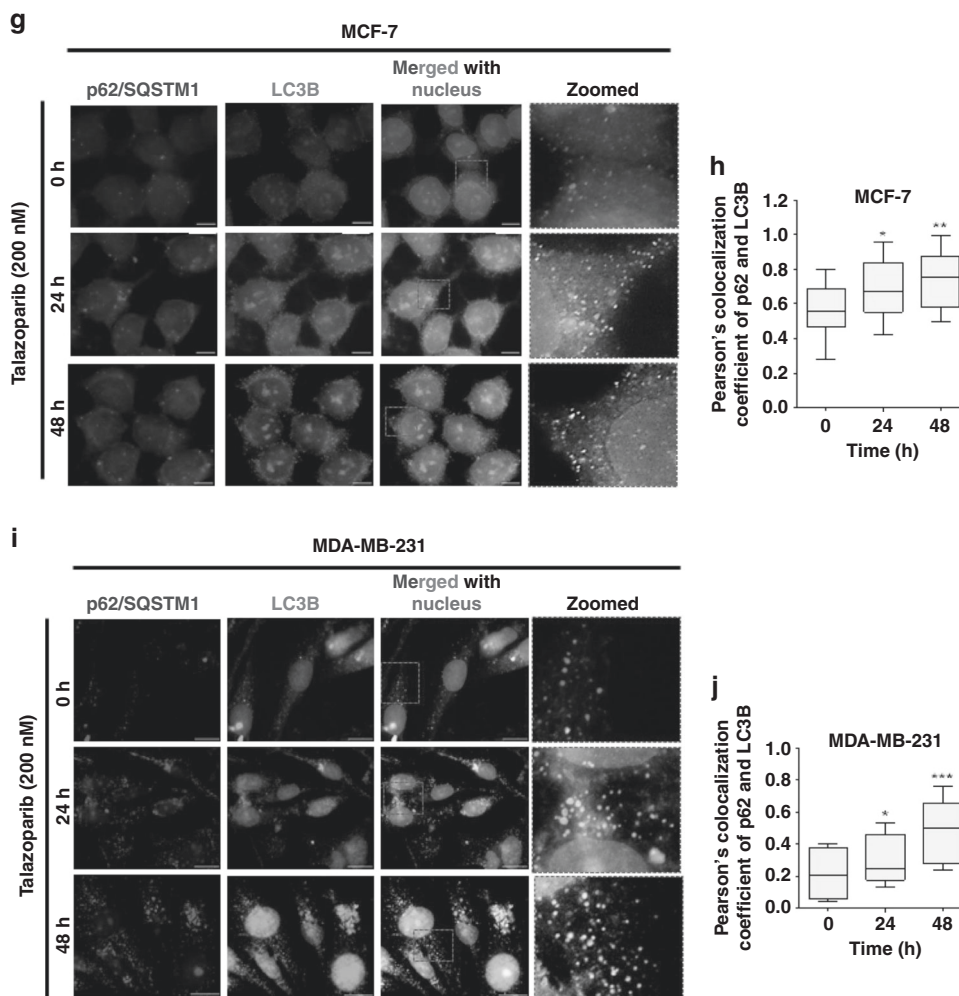 g
MCF-7
p62/SQSTM1
LC3B
Merged with
nucleus
Zoomed
Talazoparib (200 nM)
0 h
24 h
48 h
h
MCF-7
Pearson's colocalization
coefficient of p62 and LC3B
1.2
1.0
0.8
0.6
0.4
0.2
0.0
*
**
0
24
48
Time (h)
i
MDA-MB-231
p62/SQSTM1
LC3B
Merged with
nucleus
Zoomed
Talazoparib (200 nM)
0 h
24 h
48 h
j
MDA-MB-231
Pearson's colocalization
coefficient of p62 and LC3B
1.0
0.8
0.6
0.4
0.2
0.0
*
***
0
24
48
Time (h)